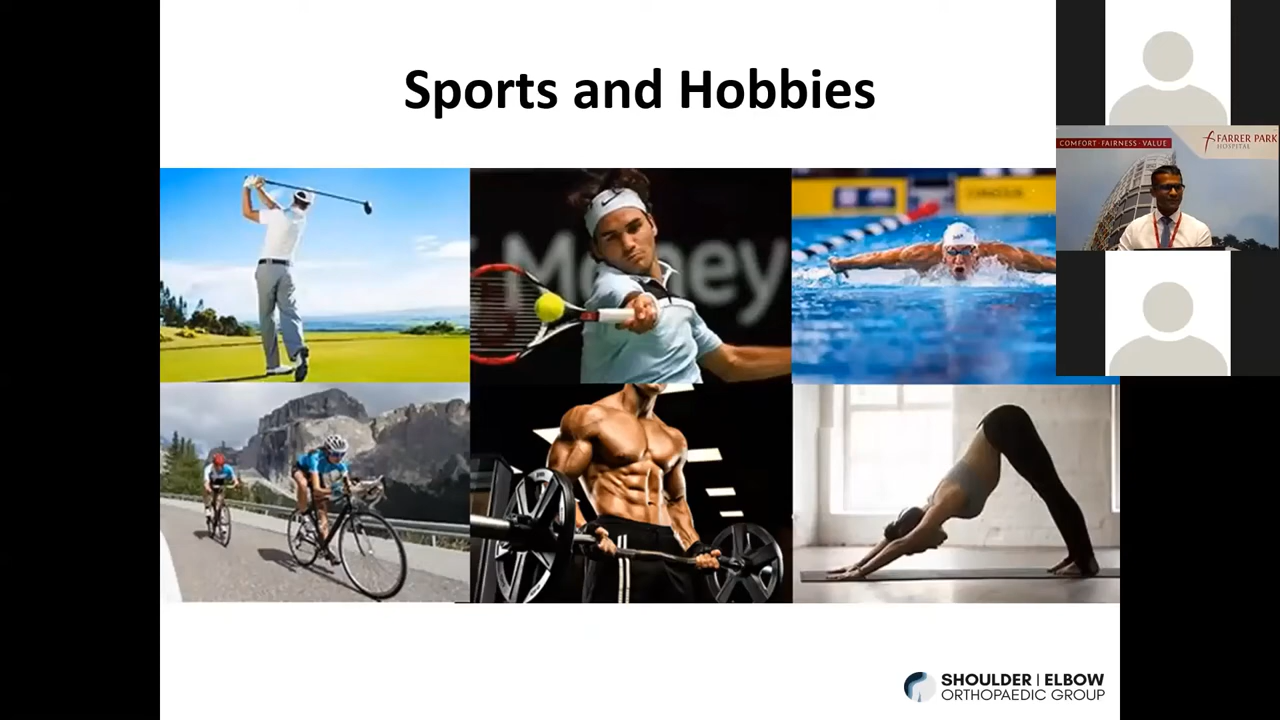 Sports and Hobbies
COMFORT · FAIRNESS · VALUE
FARRER PARK
HOSPITAL
Money
SHOULDER | ELBOW
ORTHOPAEDIC GROUP